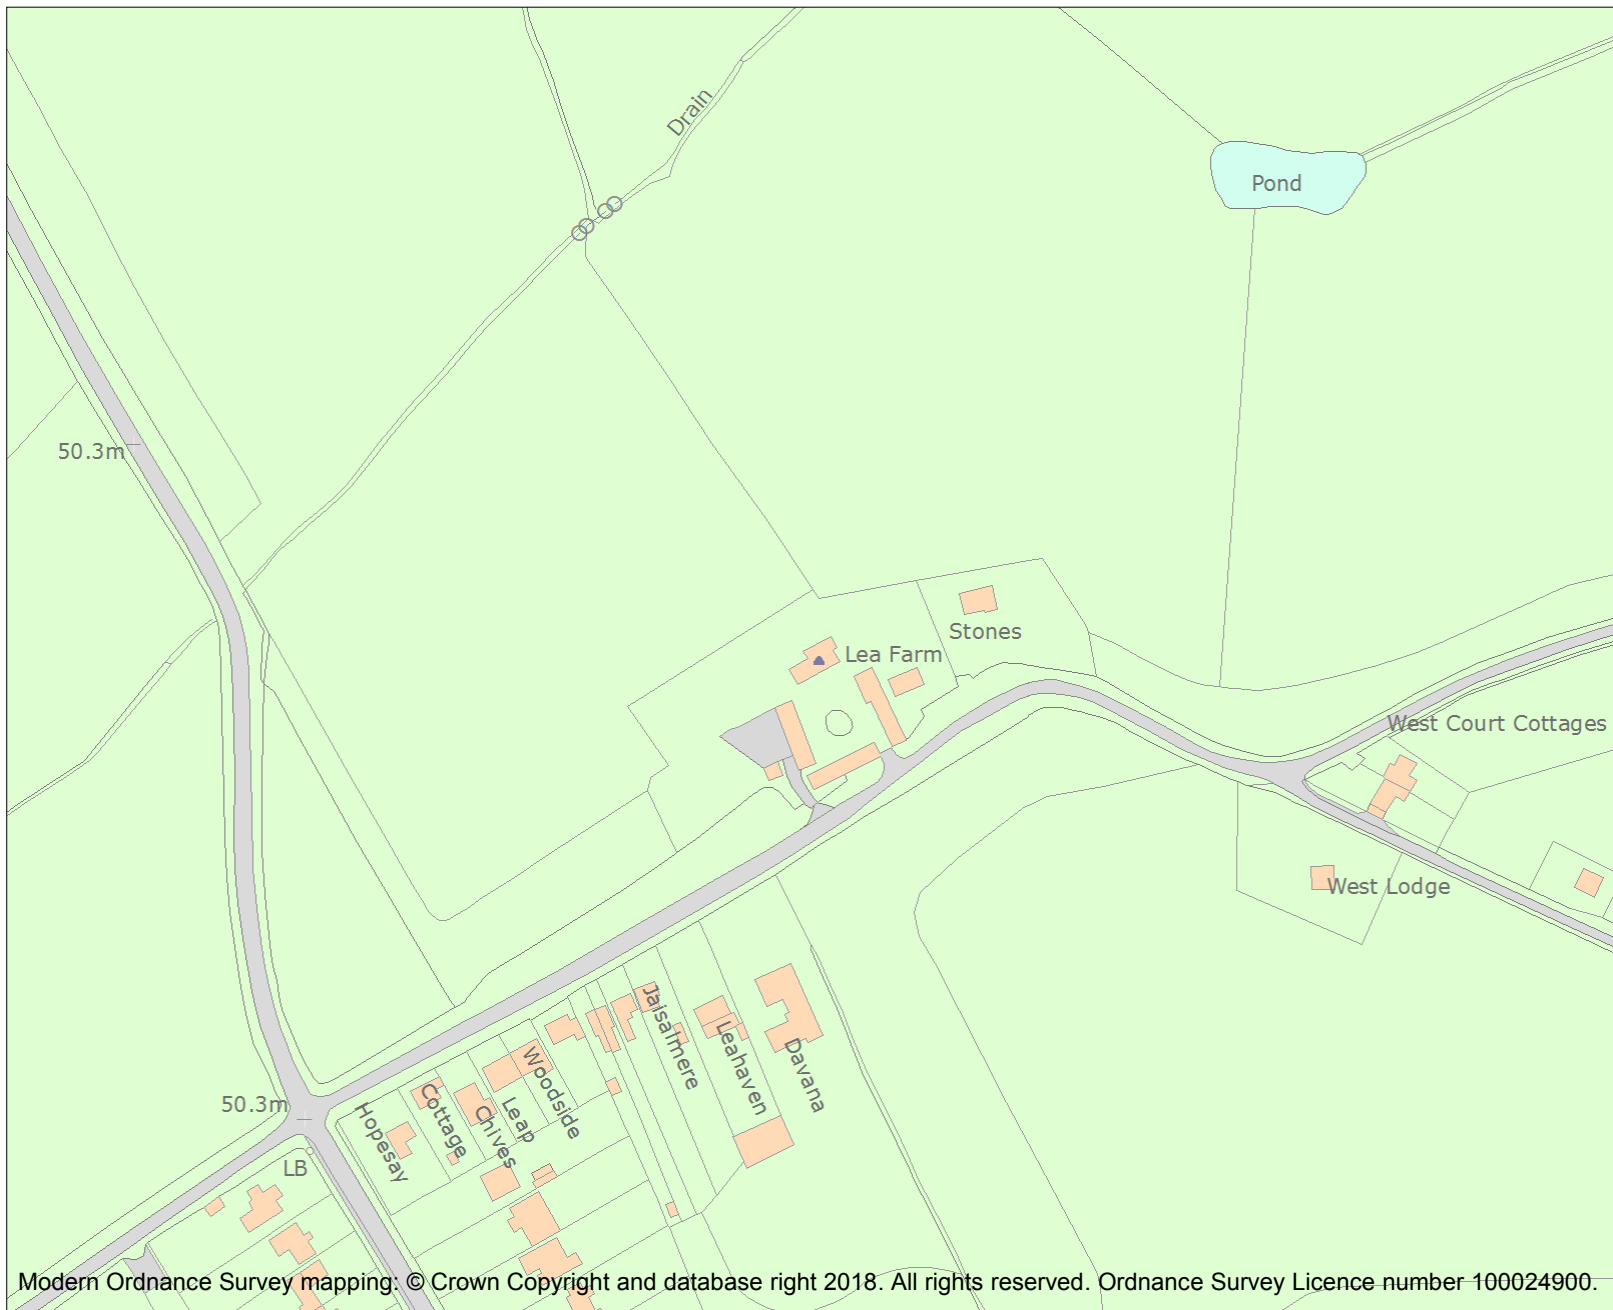 Drain
Pond
50.3m
Stones
Lea Farm
West Court Cottages
West Lodge
Jaisalmere
Leahaven
Davana
Woodside
Leap
Chives
Cottage
Hopesay
50.3m
LB
Modern Ordnance Survey mapping: © Crown Copyright and database right 2018. All rights reserved. Ordnance Survey Licence number 100024900.